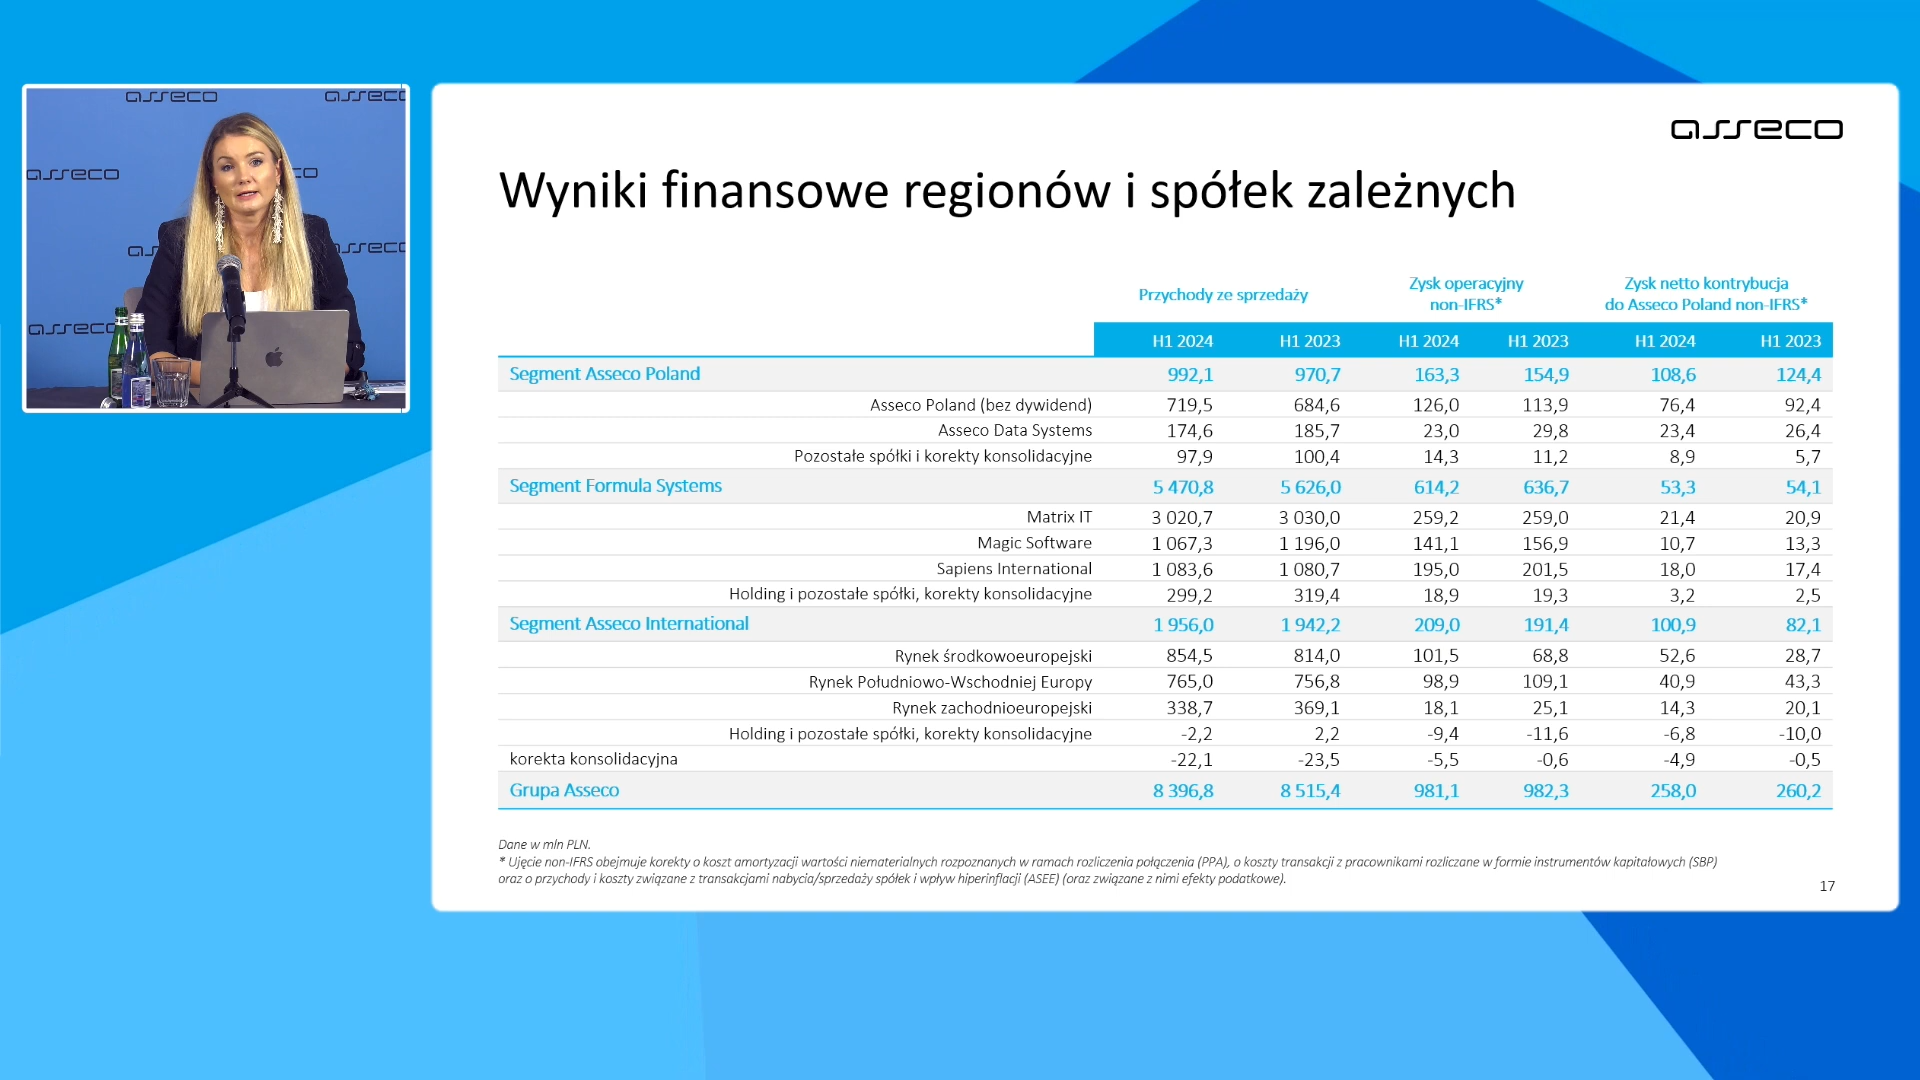 asseco
asseco
asseco
asseco
asseco
asseco
Wyniki finansowe regionów i spółek zależnych
Przychody ze sprzedaży
Zysk operacyjny
non-IFRS*
Zysk netto kontrybucja
do Asseco Poland non-IFRS*
H1 2024 H1 2023 H1 2024 H1 2023 H1 2024 H1 2023
Segment Asseco Poland 992,1 970,7 163,3 154,9 108,6 124,4
Asseco Poland (bez dywidend) 719,5 684,6 126,0 113,9 76,4 92,4
Asseco Data Systems 174,6 185,7 23,0 29,8 23,4 26,4
Pozostałe spółki i korekty konsolidacyjne 97,9 100,4 14,3 11,2 8,9 5,7
Segment Formula Systems 5 470,8 5 626,0 614,2 636,7 53,3 54,1
Matrix IT 3 020,7 3 030,0 259,2 259,0 21,4 20,9
Magic Software 1 067,3 1 196,0 141,1 156,9 10,7 13,3
Sapiens International 1 083,6 1 080,7 195,0 201,5 18,0 17,4
Holding i pozostałe spółki, korekty konsolidacyjne 299,2 319,4 18,9 19,3 3,2 2,5
Segment Asseco International 1 956,0 1 942,2 209,0 191,4 100,9 82,1
Rynek środkowoeuropejski 854,5 814,0 101,5 68,8 52,6 28,7
Rynek Południowo-Wschodniej Europy 765,0 756,8 98,9 109,1 40,9 43,3
Rynek zachodnioeuropejski 338,7 369,1 18,1 25,1 14,3 20,1
Holding i pozostałe spółki, korekty konsolidacyjne -2,2 2,2 -9,4 -11,6 -6,8 -10,0
korekta konsolidacyjna -22,1 -23,5 -5,5 -0,6 -4,9 -0,5
Grupa Asseco 8 396,8 8 515,4 981,1 982,3 258,0 260,2
Dane w mln PLN.
* Ujęcie non-IFRS obejmuje korekty o koszt amortyzacji wartości niematerialnych rozpoznanych w ramach rozliczenia połączenia (PPA), o koszty transakcji z pracownikami rozliczane w formie instrumentów kapitałowych (SBP)
oraz o przychody i koszty związane z transakcjami nabycia/sprzedaży spółek i wpływ hiperinflacji (ASEE) (oraz związane z nimi efekty podatkowe).
17